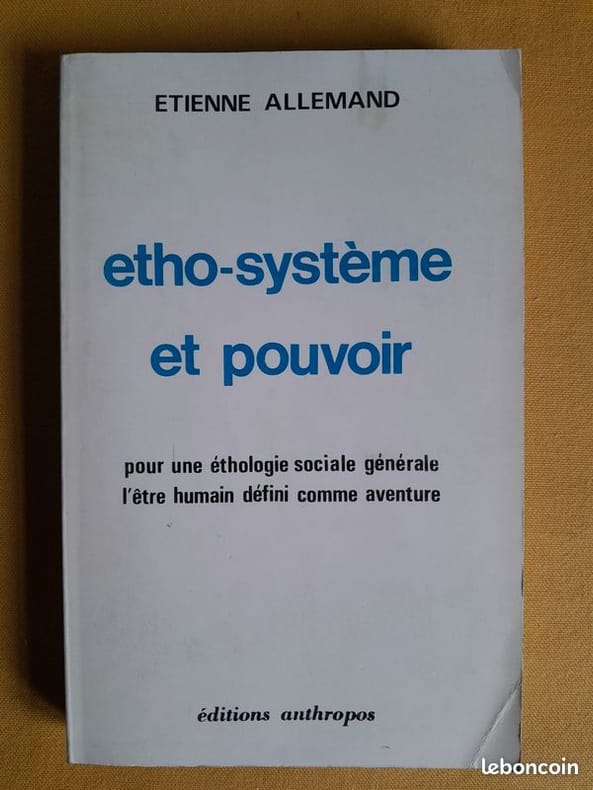 ETIENNE ALLEMAND
etho-système
et pouvoir
pour une éthologie sociale générale
l'être humain défini comme aventure
éditions anthropos
leboncoin